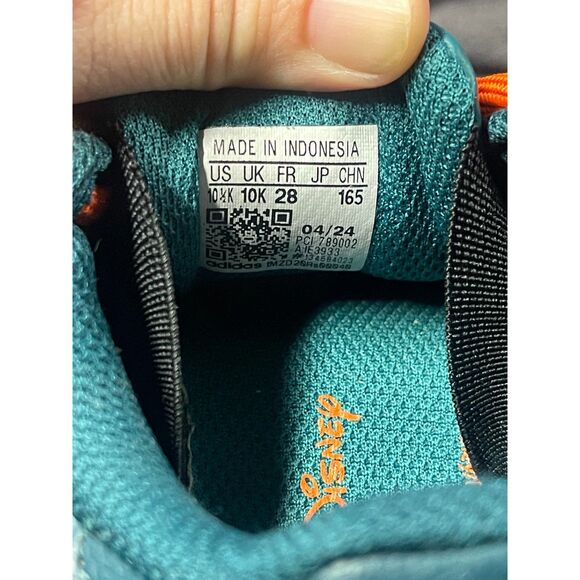 MADE IN INDONESIA
US UK FR JP CHN
10½K 10K 28 165
04/24
PCI 789002
adidas
Disney